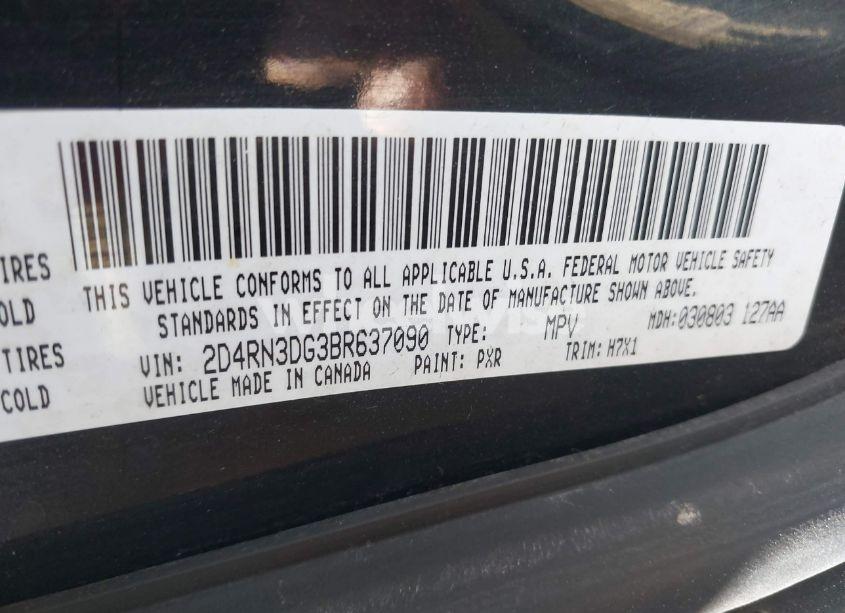 THIS VEHICLE CONFORMS TO ALL APPLICABLE U.S.A. FEDERAL MOTOR VEHICLE SAFETY
STANDARDS IN EFFECT ON THE DATE OF MANUFACTURE SHOWN ABOVE.
MDH:030803 127AA
VIN: 2D4RN3DG3BR637090 TYPE: MPV
VEHICLE MADE IN CANADA PAINT: PXR TRIM: H7X1
IRES
OLD
TIRES
COLD